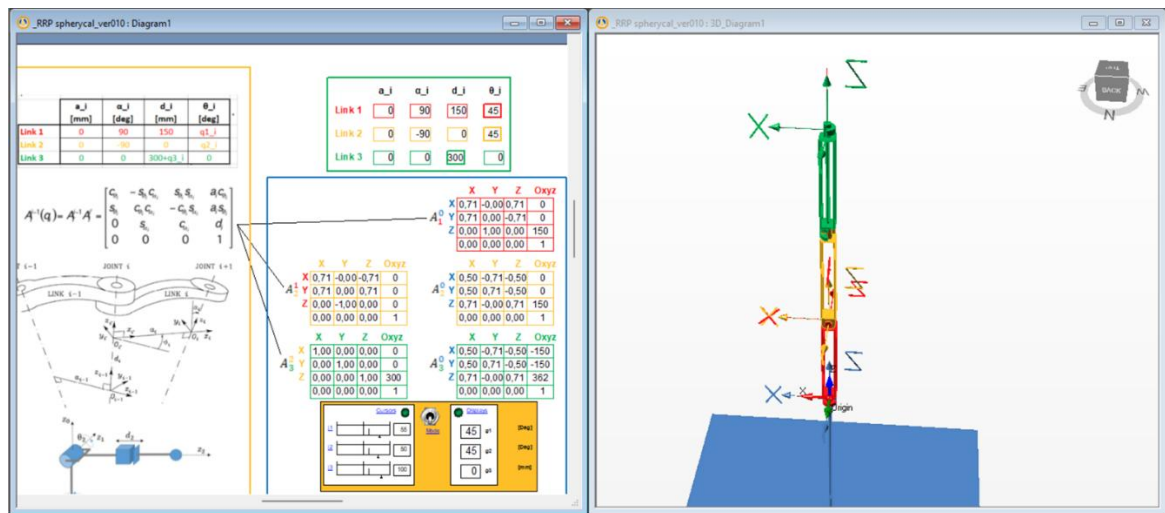 _RRP spherycal_ver010 : Diagram1
a_i α_i d_i θ_i
[mm] [deg] [mm] [deg]
Link 1 0 90 150 q1_i
Link 2 0 -90 0 q2_i
Link 3 0 0 300+q3_i 0
JOINT i JOINT i+1
LINK i-1
LINK i
a_i α_i d_i θ_i
Link 1 0 90 150 45
Link 2 0 -90 0 45
Link 3 0 0 300 0
X Y Z Oxyz
X 0,71 -0,00 0,71 0
Y 0,71 0,00 -0,71 0
Z 0,00 1,00 0,00 150
0,00 0,00 0,00 1
X Y Z Oxyz
X 0,71 -0,00 -0,71 0
Y 0,71 0,00 0,71 0
Z 0,00 -1,00 0,00 0
0,00 0,00 0,00 1
X Y Z Oxyz
X 0,50 -0,71 -0,50 0
Y 0,50 0,71 -0,50 0
Z 0,71 -0,00 0,71 150
0,00 0,00 0,00 1
X Y Z Oxyz
X 1,00 0,00 0,00 0
Y 0,00 1,00 0,00 0
Z 0,00 0,00 1,00 300
0,00 0,00 0,00 1
X Y Z Oxyz
X 0,50 -0,71 -0,50 -150
Y 0,50 0,71 -0,50 -150
Z 0,71 -0,00 0,71 362
0,00 0,00 0,00 1
Cursors
Mode
Displays
100
45 q1 [Deg]
45 q2 [Deg]
0 q3 [mm]
_RRP spherycal_ver010 : 3D_Diagram1
Z
X
Z
X
Z
X
X
Origin
BACK
N
W